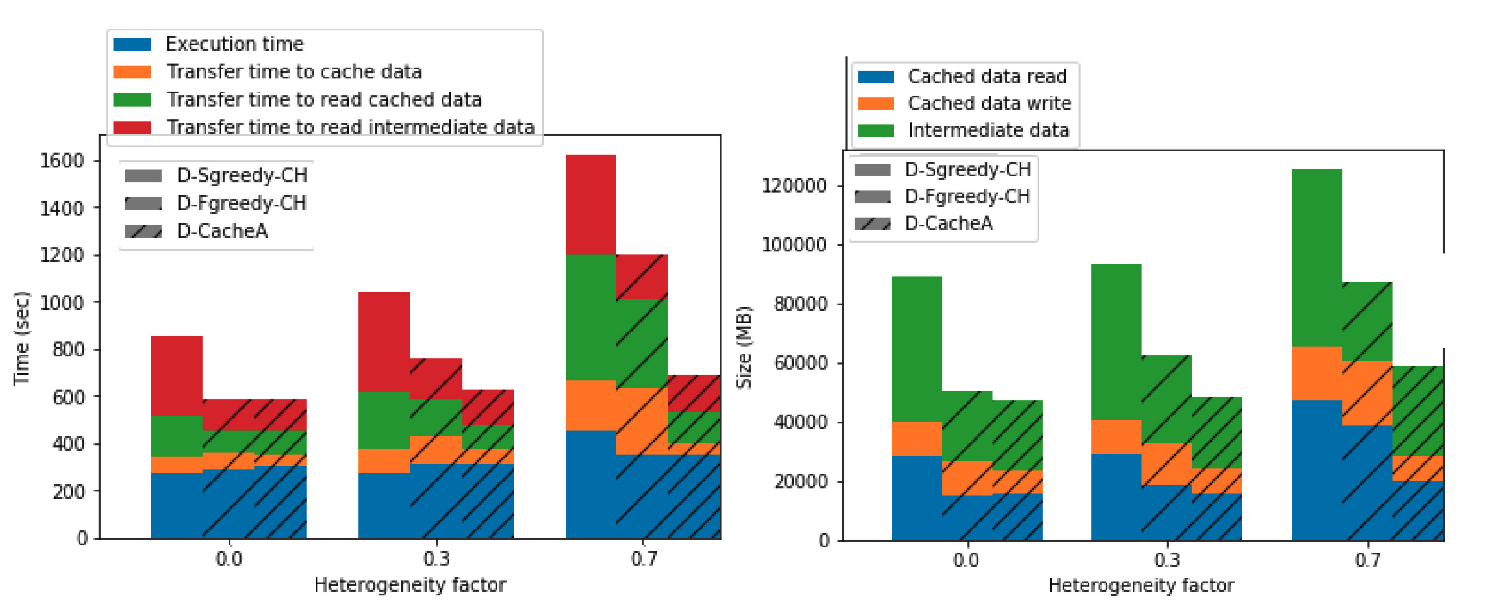 Execution time
Transfer time to cache data
Transfer time to read cached data
Transfer time to read intermediate data
D-Sgreedy-CH
D-Fgreedy-CH
D-CacheA
1600
1400
1200
1000
800
600
400
200
0
Time (sec)
0.0
0.3
0.7
Heterogeneity factor
Cached data read
Cached data write
Intermediate data
D-Sgreedy-CH
D-Fgreedy-CH
D-CacheA
120000
100000
80000
60000
40000
20000
0
Size (MB)
0.0
0.3
0.7
Heterogeneity factor